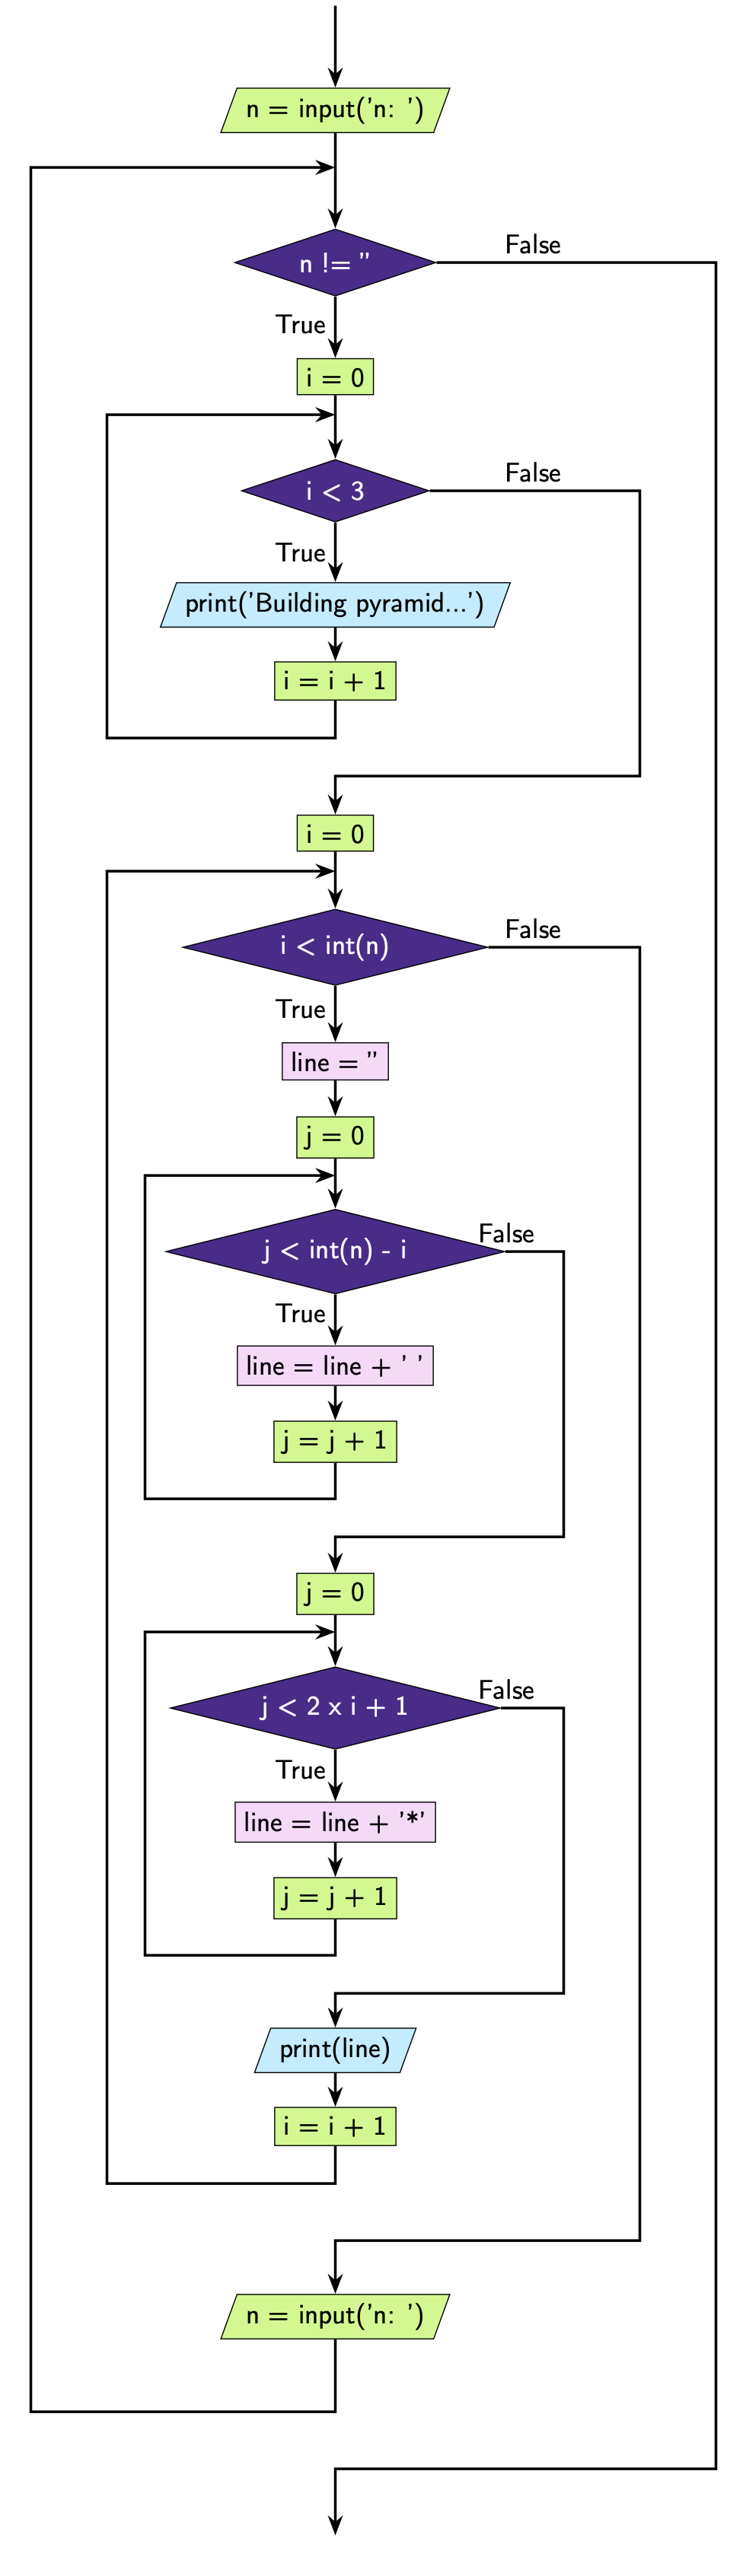 n = input('n: ')
n != ''
False
True
i = 0
i < 3
False
True
print('Building pyramid...')
i = i + 1
i = 0
i < int(n)
False
True
line = ''
j = 0
j < int(n) - i
False
True
line = line + ' '
j = j + 1
j = 0
j < 2 x i + 1
False
True
line = line + '*'
j = j + 1
print(line)
i = i + 1
n = input('n: ')